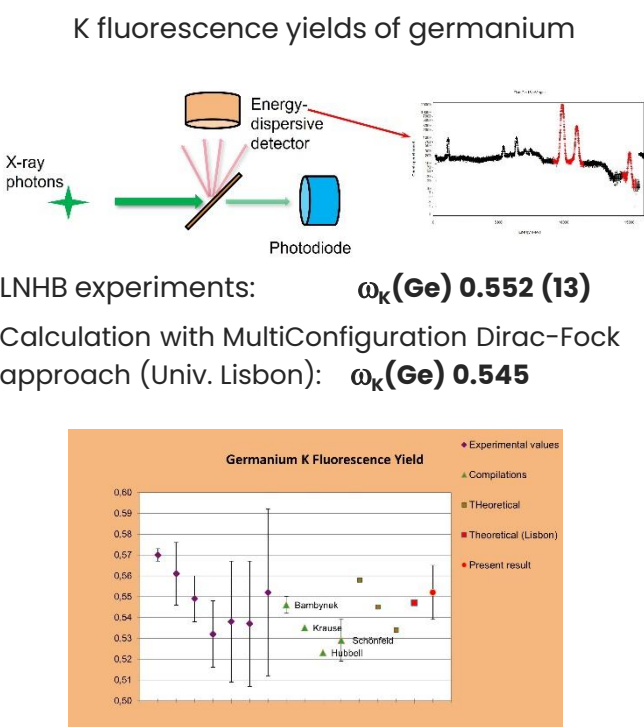 K fluorescence yields of germanium
Energy-
dispersive
detector
X-ray
photons
Photodiode
LNHB experiments: ωK(Ge) 0.552 (13)
Calculation with MultiConfiguration Dirac-Fock
approach (Univ. Lisbon): ωK(Ge) 0.545
Germanium K Fluorescence Yield
Experimental values
Compilations
THeoretical
Theoretical (Lisbon)
Present result
0,60
0,59
0,58
0,57
0,56
0,55
0,54
0,53
0,52
0,51
0,50
Bambynek
Krause
Schönfeld
Hubbell